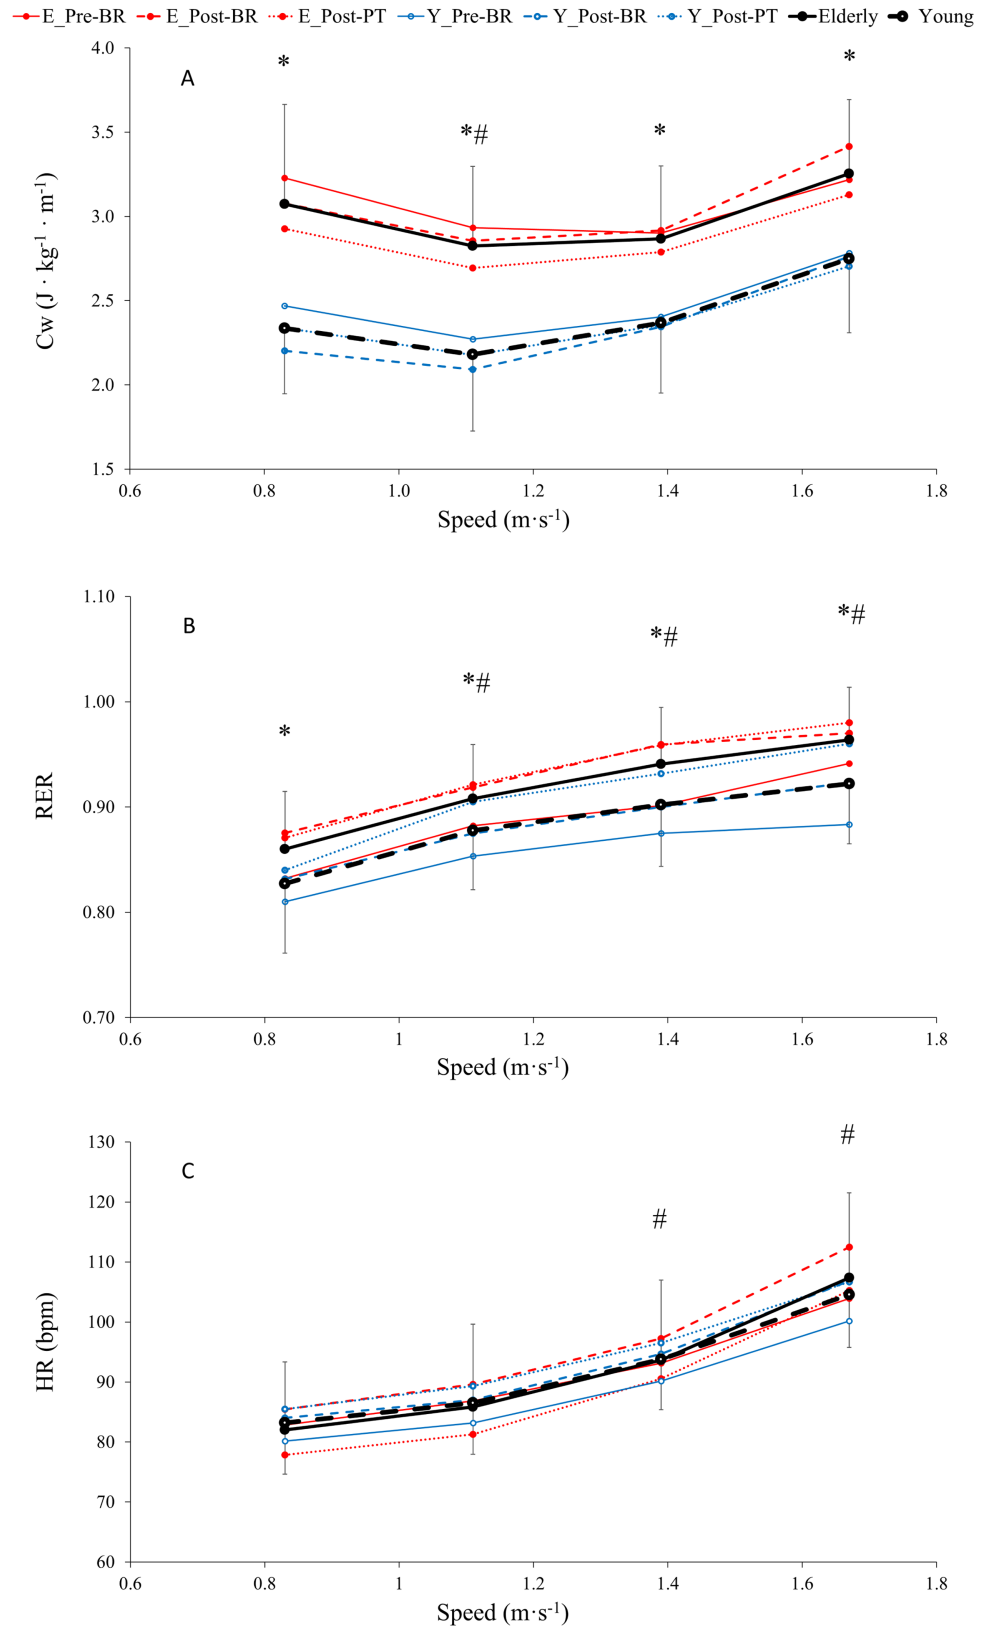 E_Pre-BR E_Post-BR E_Post-PT Y_Pre-BR Y_Post-BR Y_Post-PT Elderly Young
A
* *# * *
4.0
3.5
3.0
2.5
2.0
1.5
Cw (J · kg⁻¹ · m⁻¹)
0.6 0.8 1.0 1.2 1.4 1.6 1.8
Speed (m·s⁻¹)
B
* *# *# *#
1.10
1.00
0.90
0.80
0.70
RER
0.6 0.8 1 1.2 1.4 1.6 1.8
Speed (m·s⁻¹)
C
# #
130
120
110
100
90
80
70
60
HR (bpm)
0.6 0.8 1 1.2 1.4 1.6 1.8
Speed (m·s⁻¹)